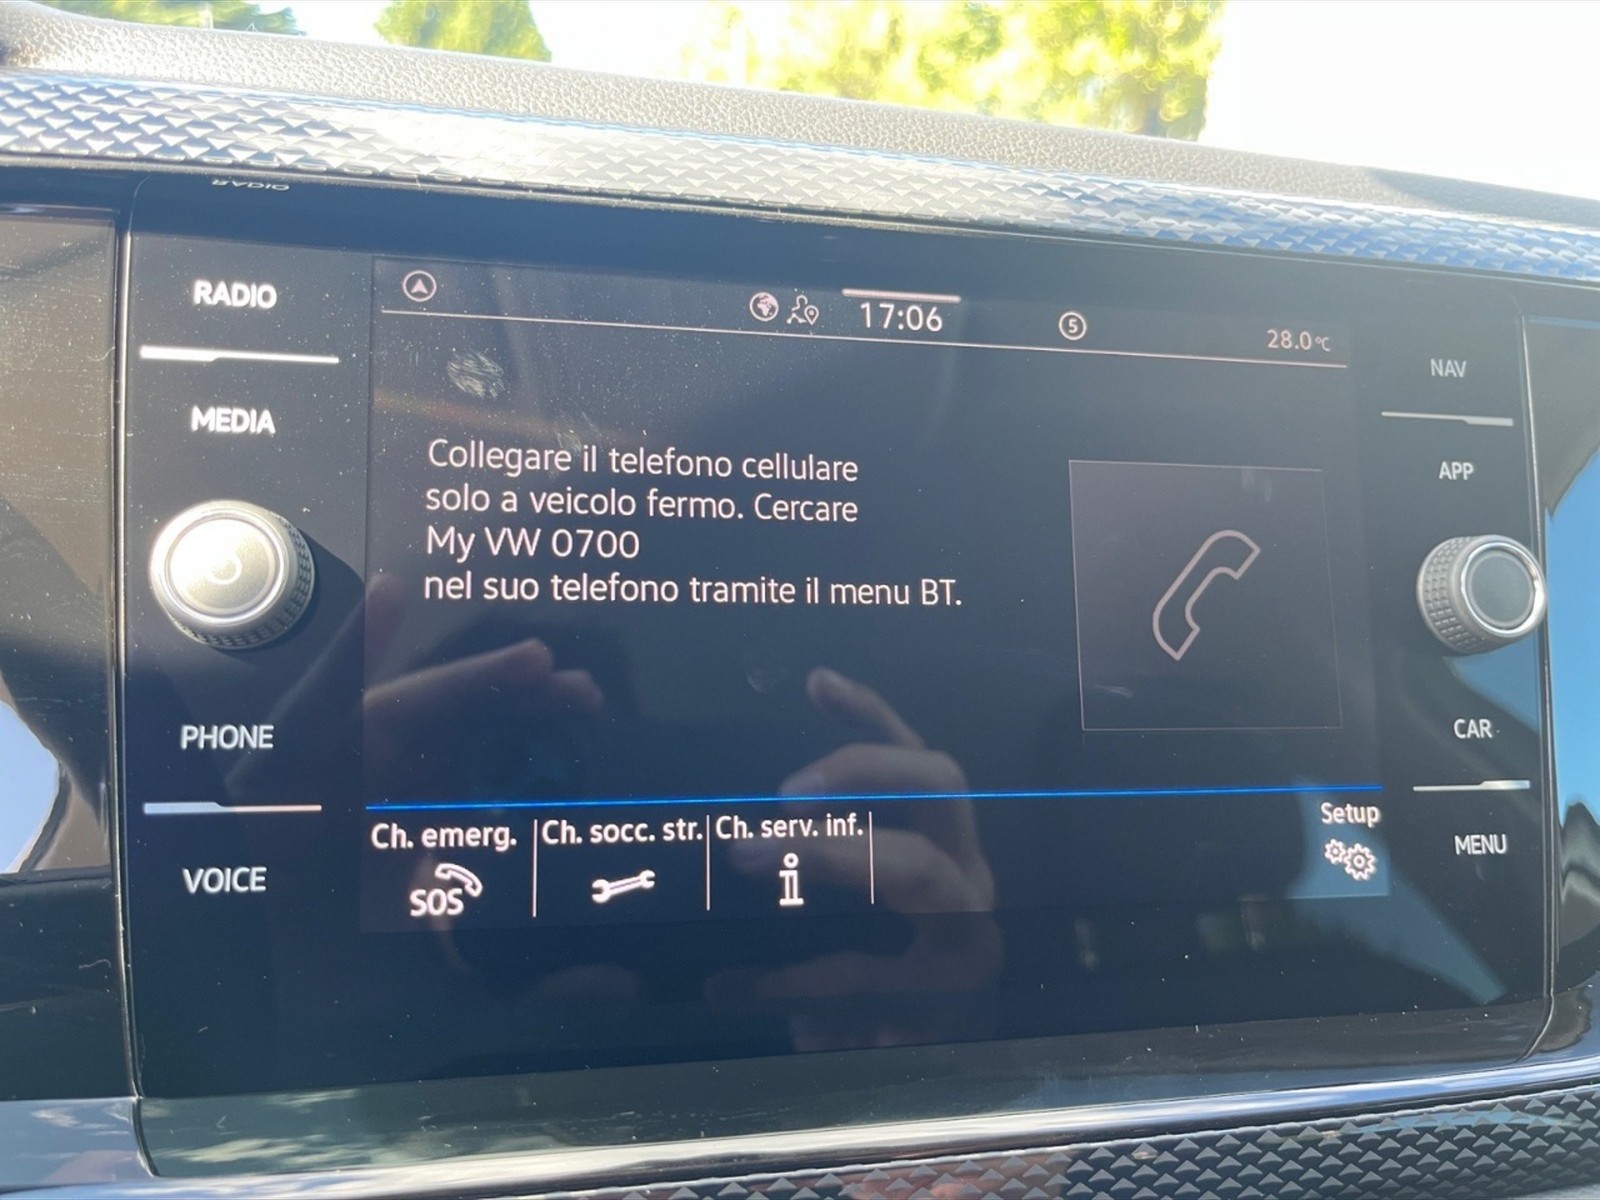 RADIO
MEDIA
PHONE
VOICE
17:06
5
28.0°C
Collegare il telefono cellulare
solo a veicolo fermo. Cercare
My VW 0700
nel suo telefono tramite il menu BT.
Ch. emerg.
SOS
Ch. socc. str.
Ch. serv. inf.
Setup
NAV
APP
CAR
MENU